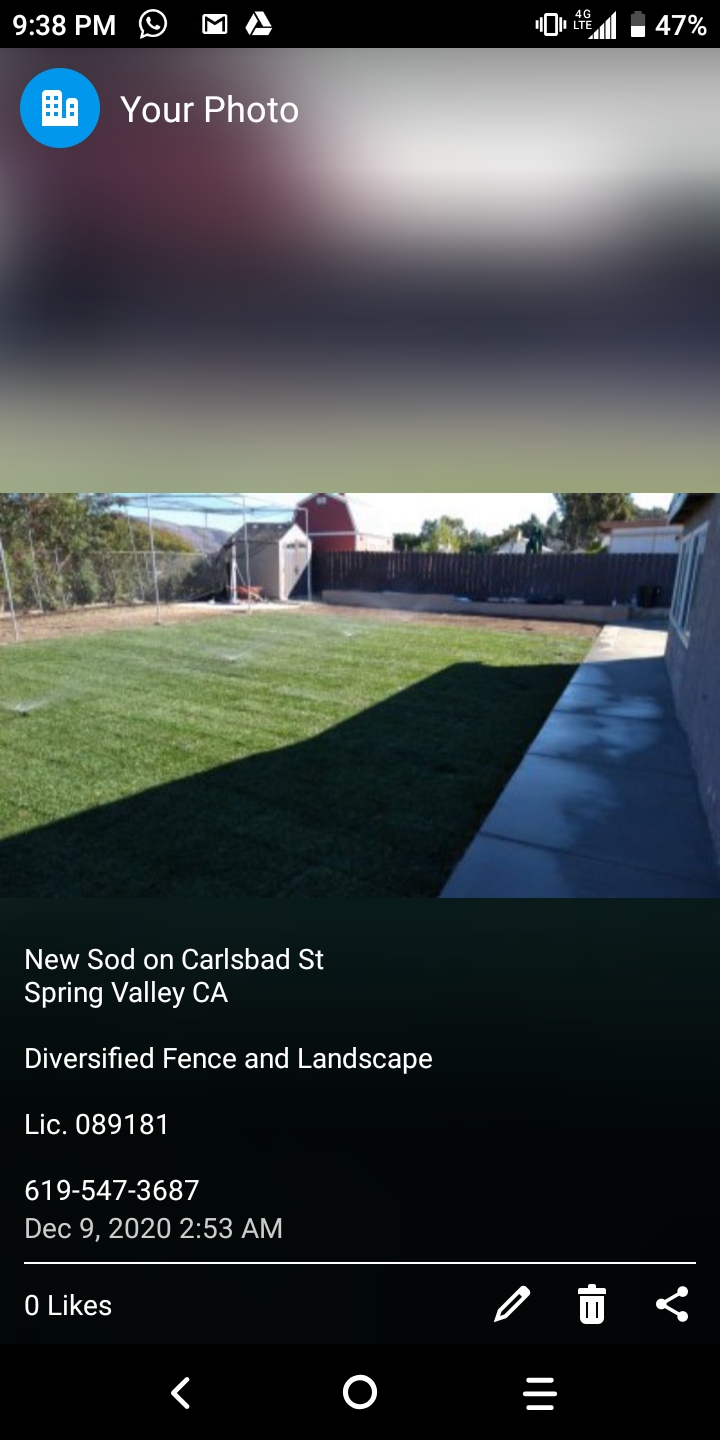 9:38 PM 4G LTE 47%
Your Photo
New Sod on Carlsbad St
Spring Valley CA
Diversified Fence and Landscape
Lic. 089181
619-547-3687
Dec 9, 2020 2:53 AM
0 Likes